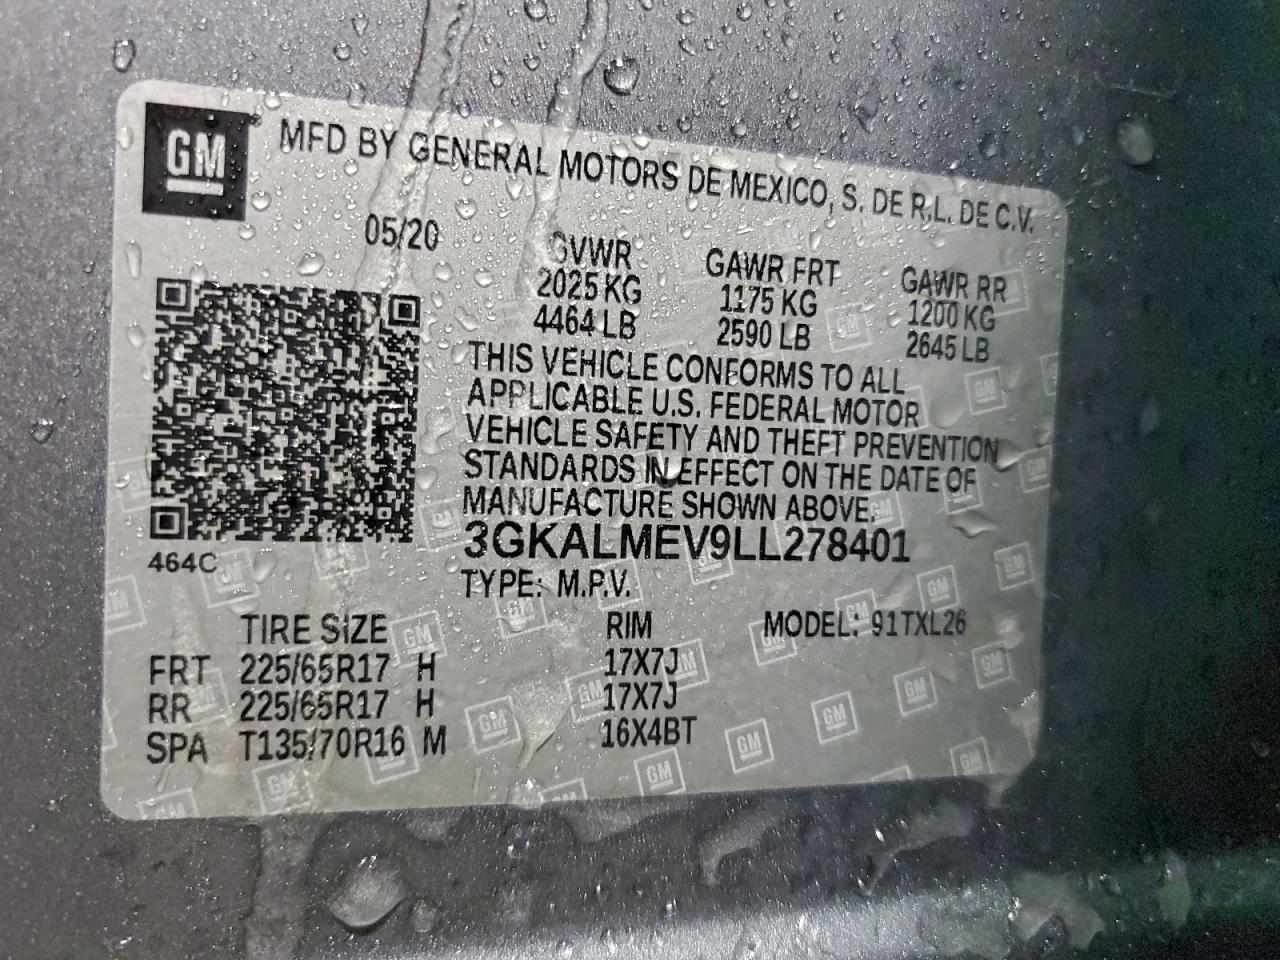 GM
MFD BY GENERAL MOTORS DE MEXICO, S. DE R.L. DE C.V.
05/20
GVWR GAWR FRT GAWR RR
2025 KG 1175 KG 1200 KG
4464 LB 2590 LB 2645 LB
THIS VEHICLE CONFORMS TO ALL
APPLICABLE U.S. FEDERAL MOTOR
VEHICLE SAFETY AND THEFT PREVENTION
STANDARDS IN EFFECT ON THE DATE OF
MANUFACTURE SHOWN ABOVE.
3GKALMEV9LL278401
464C
TYPE: M.P.V.
TIRE SIZE RIM MODEL: 91TXL26
FRT 225/65R17 H 17X7J
RR 225/65R17 H 17X7J
SPA T135/70R16 M 16X4BT